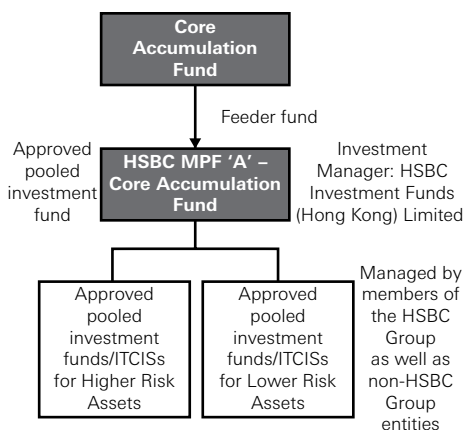 Core
Accumulation
Fund
Feeder fund
Approved
pooled
investment
fund
HSBC MPF 'A' –
Core Accumulation
Fund
Investment
Manager: HSBC
Investment Funds
(Hong Kong) Limited
Approved
pooled
investment
funds/ITCISs
for Higher Risk
Assets
Approved
pooled
investment
funds/ITCISs
for Lower Risk
Assets
Managed by
members of
the HSBC
Group
as well as
non-HSBC
Group
entities